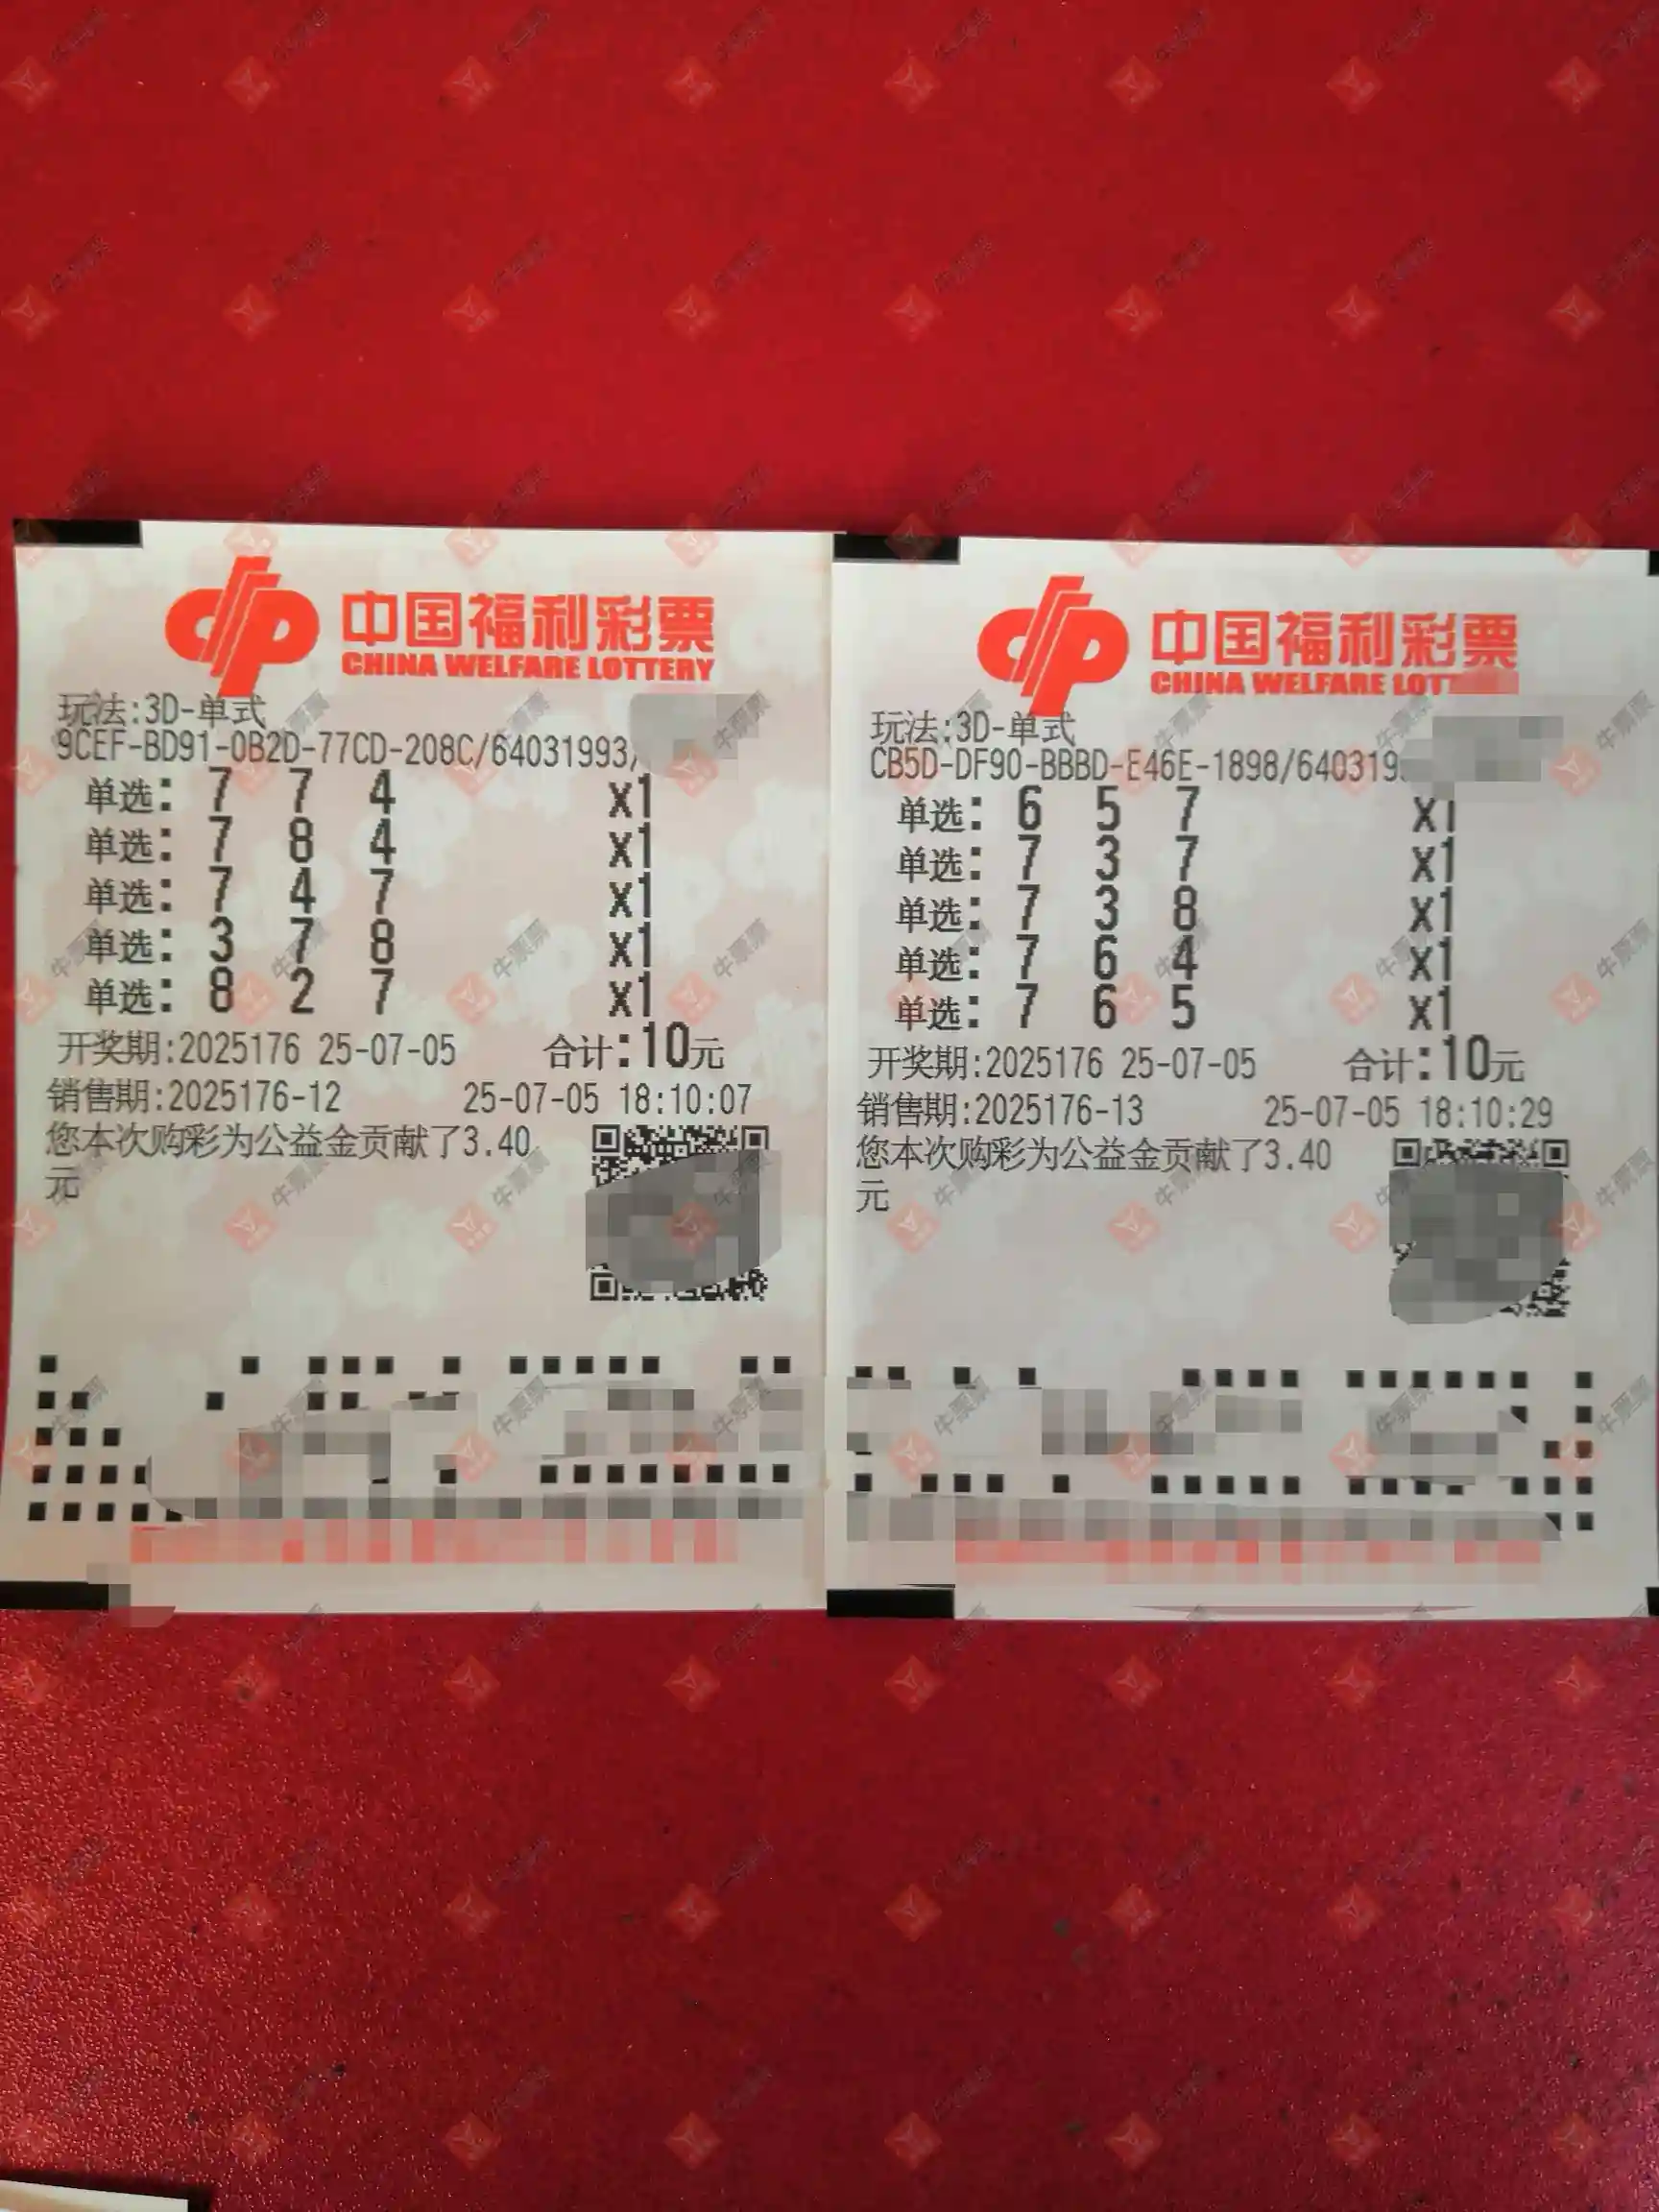 中国福利彩票
CHINA WELFARE LOTTERY
玩法:3D-单式
9CEF-BD91-0B2D-77CD-208C/64031993/
单选: 7 7 4 x1
单选: 7 8 4 x1
单选: 7 4 7 x1
单选: 3 7 8 x1
单选: 8 2 7 x1
开奖期:2025176 25-07-05 合计:10元
销售期:2025176-12 25-07-05 18:10:07
您本次购彩为公益金贡献了3.40
元
中国福利彩票
CHINA WELFARE
玩法:3D-单式
CB5D-DF90-BBBD-E46E-1898/640319
单选: 6 5 7 x1
单选: 7 3 7 x1
单选: 7 3 8 x1
单选: 7 6 4 x1
单选: 7 6 5 x1
开奖期:2025176 25-07-05 合计:10元
销售期:2025176-13 25-07-05 18:10:29
您本次购彩为公益金贡献了3.40
元
牛票票